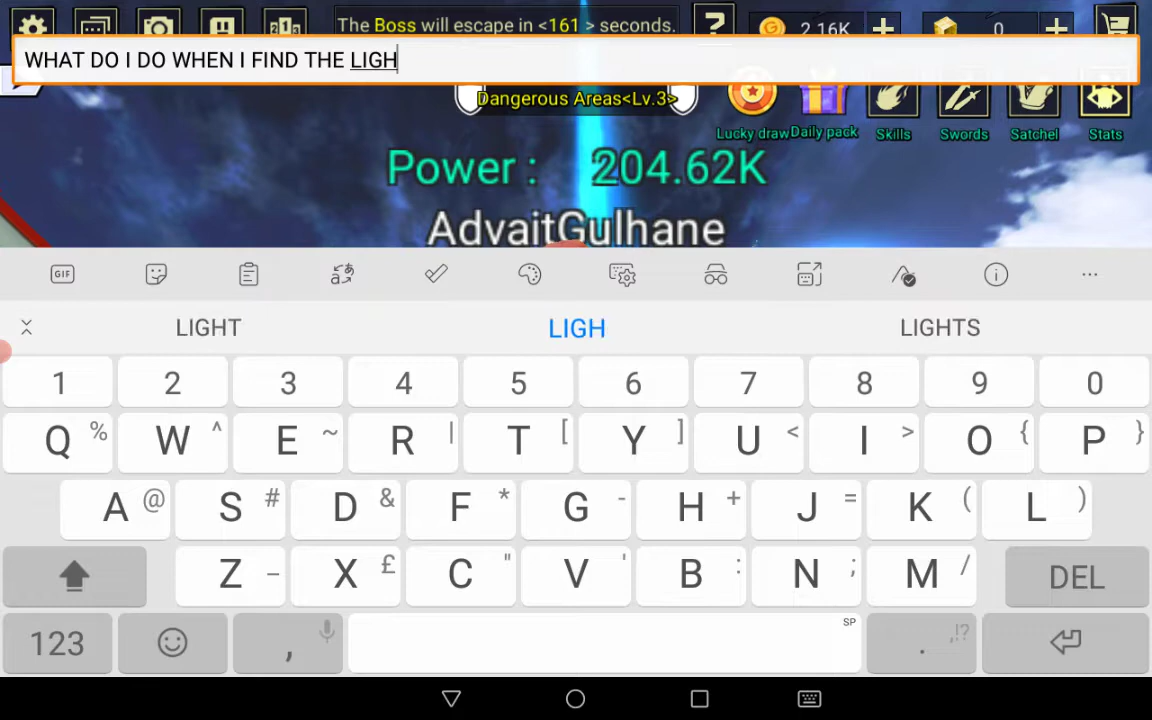 The Boss will escape in <161> seconds.
?
2.16K
+
0
+
WHAT DO I DO WHEN I FIND THE LIGH
Dangerous Areas<Lv.3>
Lucky draw
Daily pack
Skills
Swords
Satchel
Stats
Power : 204.62K
AdvaitGulhane
GIF
LIGHT LIGH LIGHTS
1 2 3 4 5 6 7 8 9 0
Q % W ^ E ~ R | T [ Y ] U < I > O { P }
A @ S # D & F * G - H + J = K ( L )
Z _ X £ C " V ' B : N ; M / DEL
123 , SP . ,!?